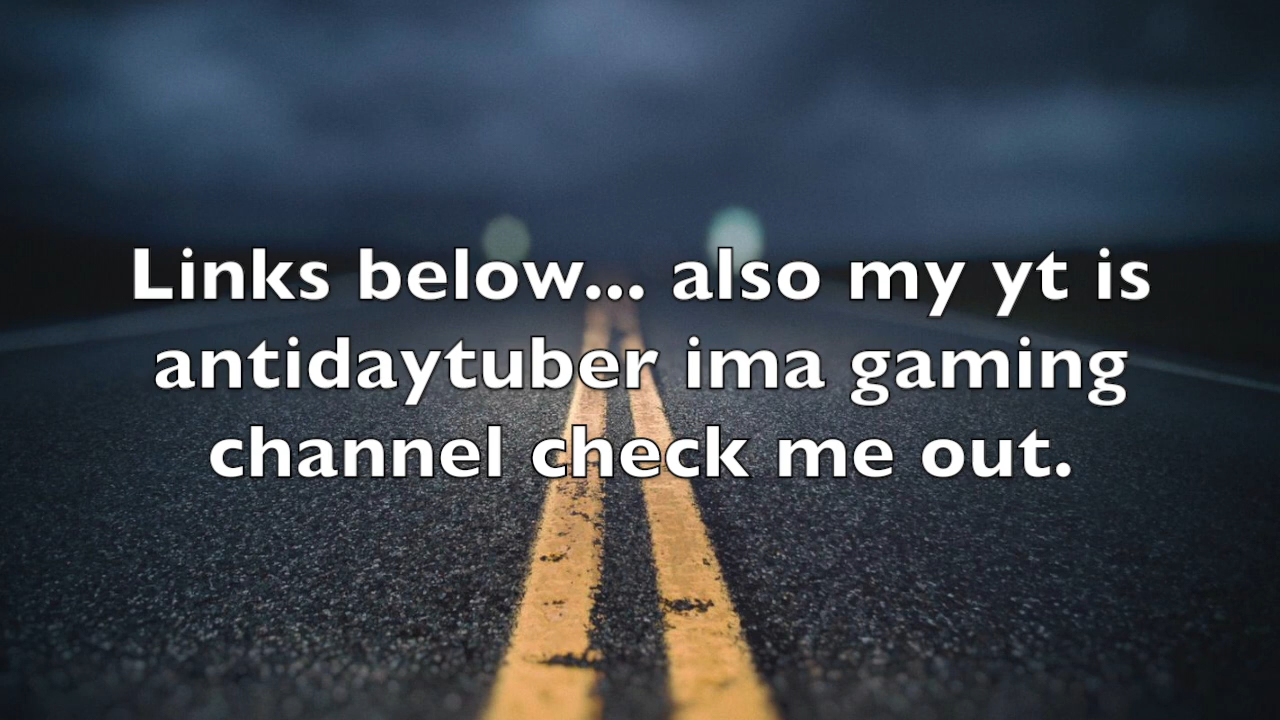 Links below... also my yt is
antidaytuber ima gaming
channel check me out.